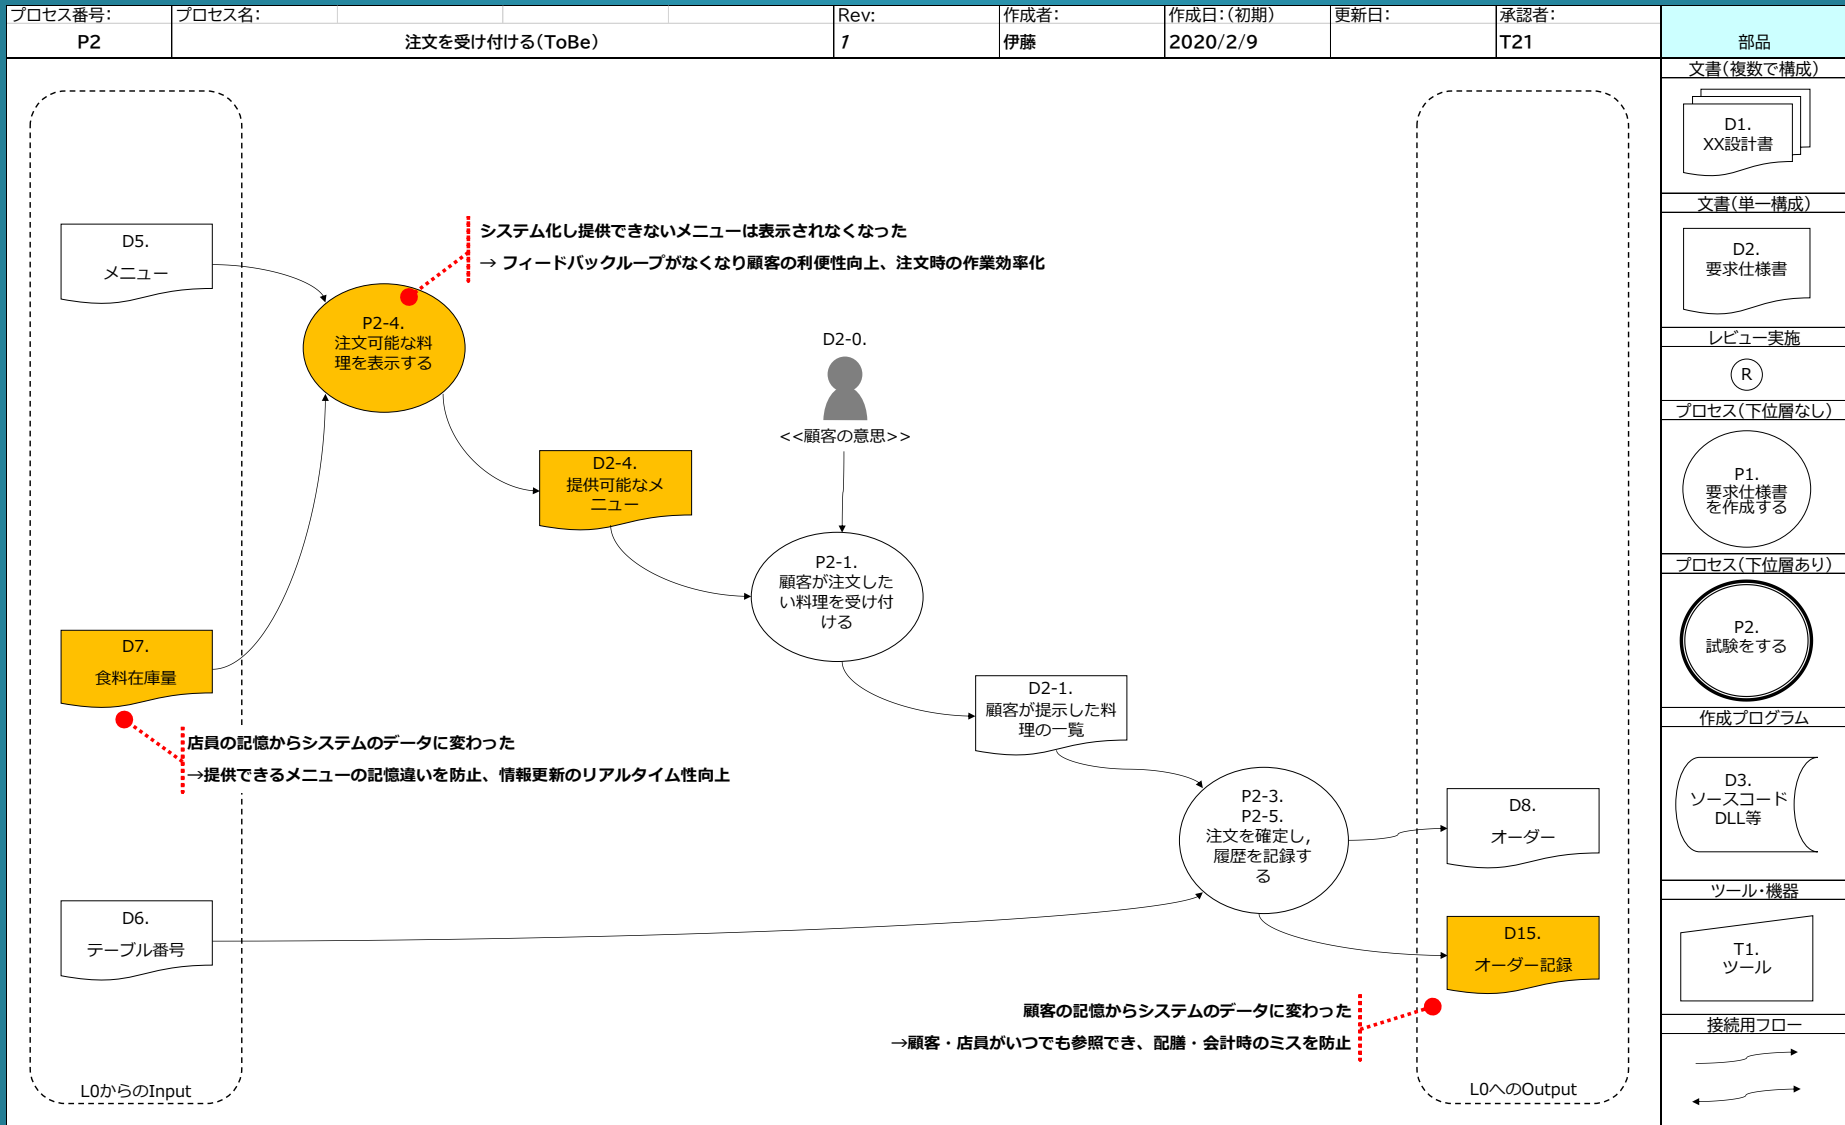 プロセス番号:
プロセス名:
Rev:
作成者:
作成日:(初期)
更新日:
承認者:
P2
注文を受け付ける(ToBe)
1
伊藤
2020/2/9
T21
部品
D5.
メニュー
D7.
食料在庫量
D6.
テーブル番号
L0からのInput
システム化し提供できないメニューは表示されなくなった
→ フィードバックループがなくなり顧客の利便性向上、注文時の作業効率化
P2-4.
注文可能な料
理を表示する
D2-0.
<<顧客の意思>>
D2-4.
提供可能なメ
ニュー
P2-1.
顧客が注文した
い料理を受け付
ける
店員の記憶からシステムのデータに変わった
→提供できるメニューの記憶違いを防止、情報更新のリアルタイム性向上
D2-1.
顧客が提示した料
理の一覧
P2-3.
P2-5.
注文を確定し,
履歴を記録す
る
D8.
オーダー
D15.
オーダー記録
顧客の記憶からシステムのデータに変わった
→顧客・店員がいつでも参照でき、配膳・会計時のミスを防止
L0へのOutput
文書(複数で構成)
D1.
XX設計書
文書(単一構成)
D2.
要求仕様書
レビュー実施
R
プロセス(下位層なし)
P1.
要求仕様書
を作成する
プロセス(下位層あり)
P2.
試験をする
作成プログラム
D3.
ソースコード
DLL等
ツール・機器
T1.
ツール
接続用フロー